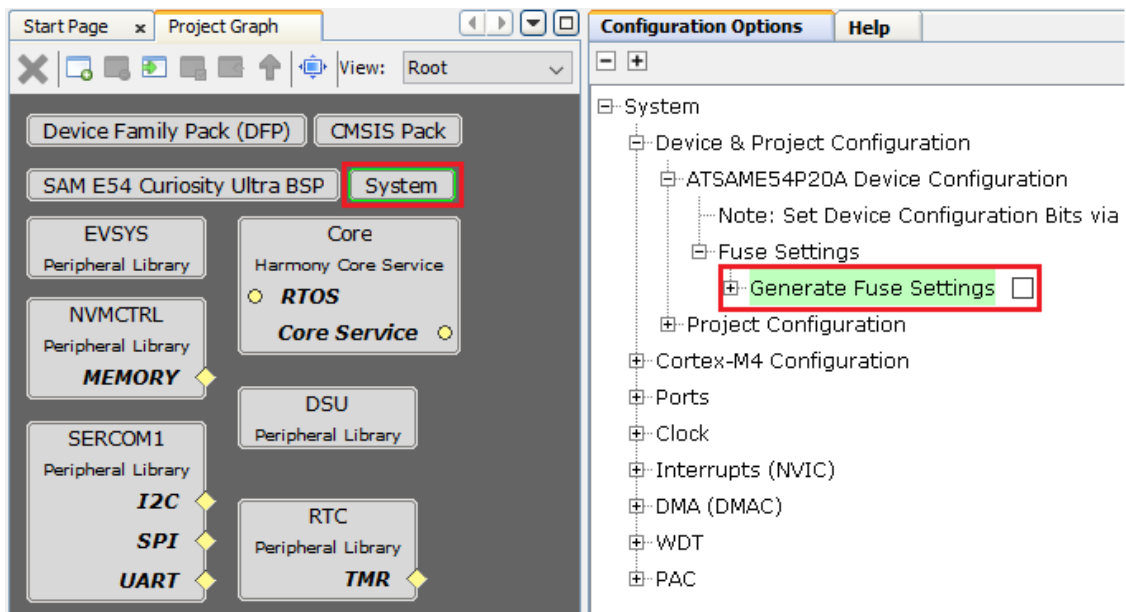 Start Page x Project Graph
View: Root
Device Family Pack (DFP) CMSIS Pack
SAM E54 Curiosity Ultra BSP System
EVSYS
Peripheral Library
NVMCTRL
Peripheral Library
MEMORY
SERCOM1
Peripheral Library
I2C
SPI
UART
Core
Harmony Core Service
RTOS
Core Service
DSU
Peripheral Library
RTC
Peripheral Library
TMR
Configuration Options Help
System
Device & Project Configuration
ATSAME54P20A Device Configuration
Note: Set Device Configuration Bits via
Fuse Settings
Generate Fuse Settings
Project Configuration
Cortex-M4 Configuration
Ports
Clock
Interrupts (NVIC)
DMA (DMAC)
WDT
PAC